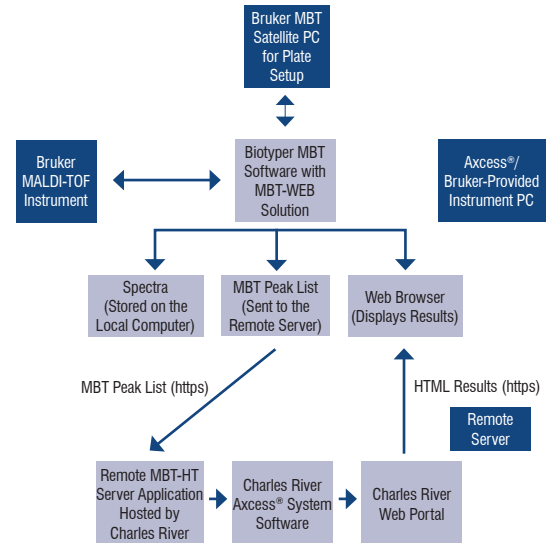 Bruker MBT
Satellite PC
for Plate
Setup
Bruker
MALDI-TOF
Instrument
Biotyper MBT
Software with
MBT-WEB
Solution
Axcess®/
Bruker-Provided
Instrument PC
Spectra
(Stored on the
Local Computer)
MBT Peak List
(Sent to the
Remote Server)
Web Browser
(Displays Results)
MBT Peak List (https)
HTML Results (https)
Remote
Server
Remote MBT-HT
Server Application
Hosted by
Charles River
Charles River
Axcess® System
Software
Charles River
Web Portal